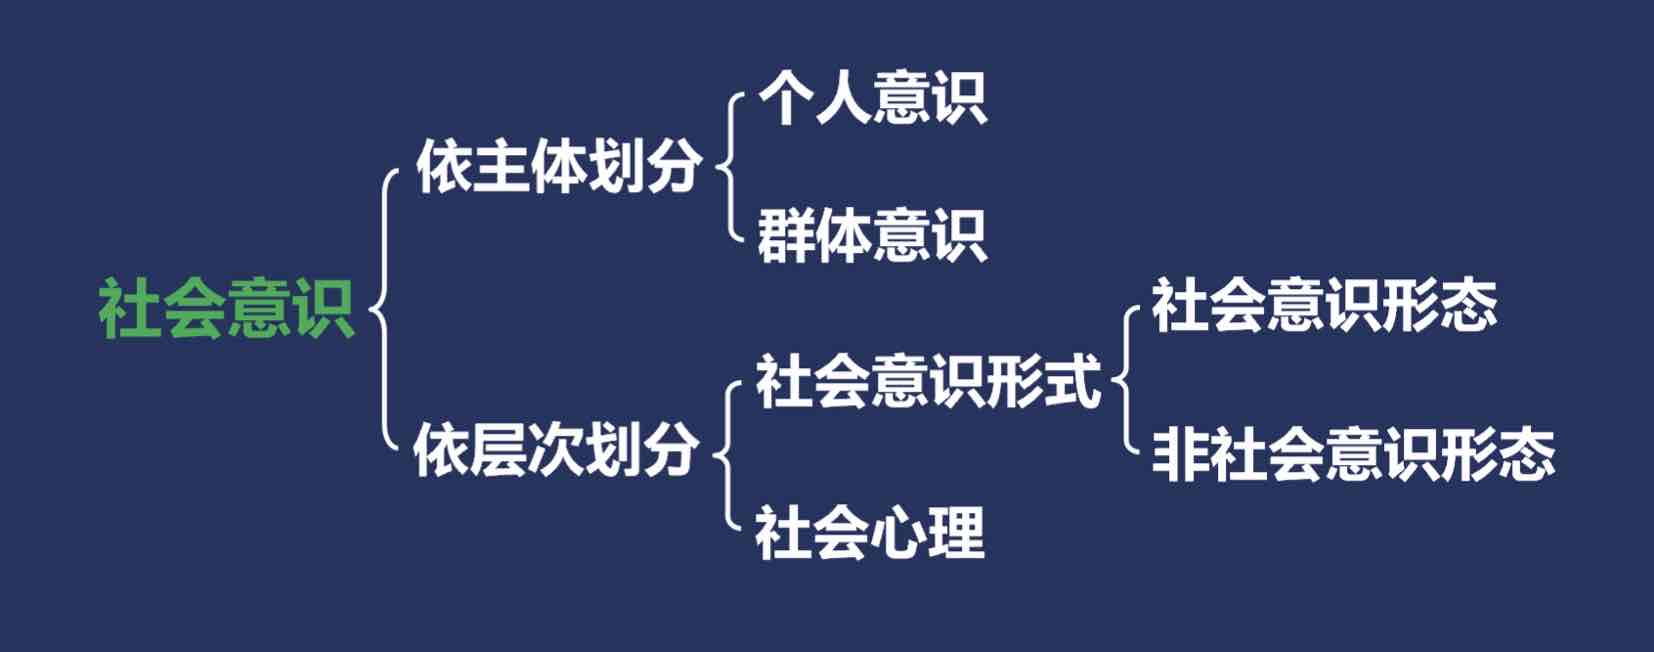 社会意识
依主体划分
个人意识
群体意识
依层次划分
社会意识形式
社会意识形态
非社会意识形态
社会心理